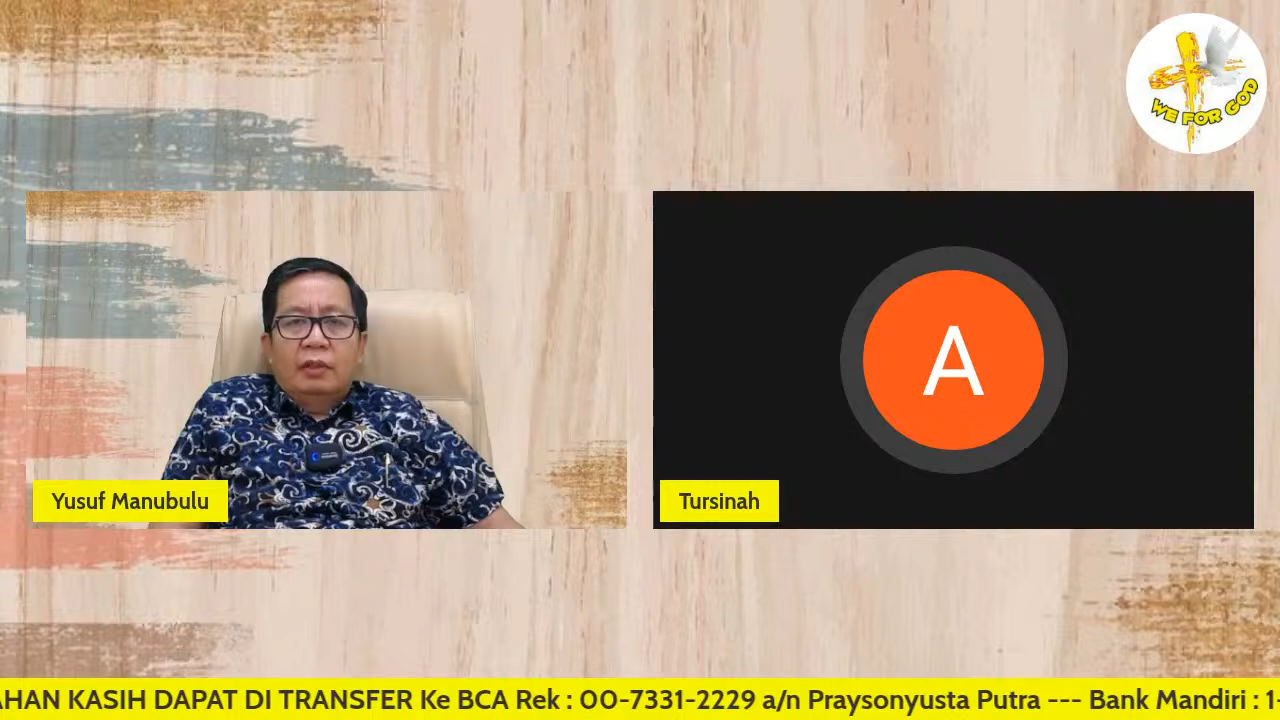 WE FOR GOD
A
Yusuf Manubulu
Tursinah
AHAN KASIH DAPAT DI TRANSFER Ke BCA Rek : 00-7331-2229 a/n Praysonyusta Putra --- Bank Mandiri : 1-